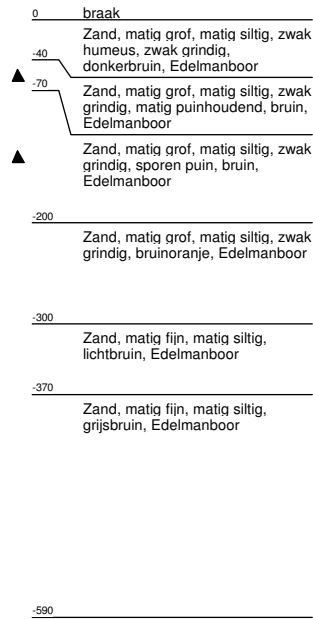 0 braak
Zand, matig grof, matig siltig, zwak
-40 humeus, zwak grindig,
donkerbruin, Edelmanboor
-70 Zand, matig grof, matig siltig, zwak
grindig, matig puinhoudend, bruin,
Edelmanboor
Zand, matig grof, matig siltig, zwak
grindig, sporen puin, bruin,
Edelmanboor
-200
Zand, matig grof, matig siltig, zwak
grindig, bruinoranje, Edelmanboor
-300
Zand, matig fijn, matig siltig,
lichtbruin, Edelmanboor
-370
Zand, matig fijn, matig siltig,
grijsbruin, Edelmanboor
-590